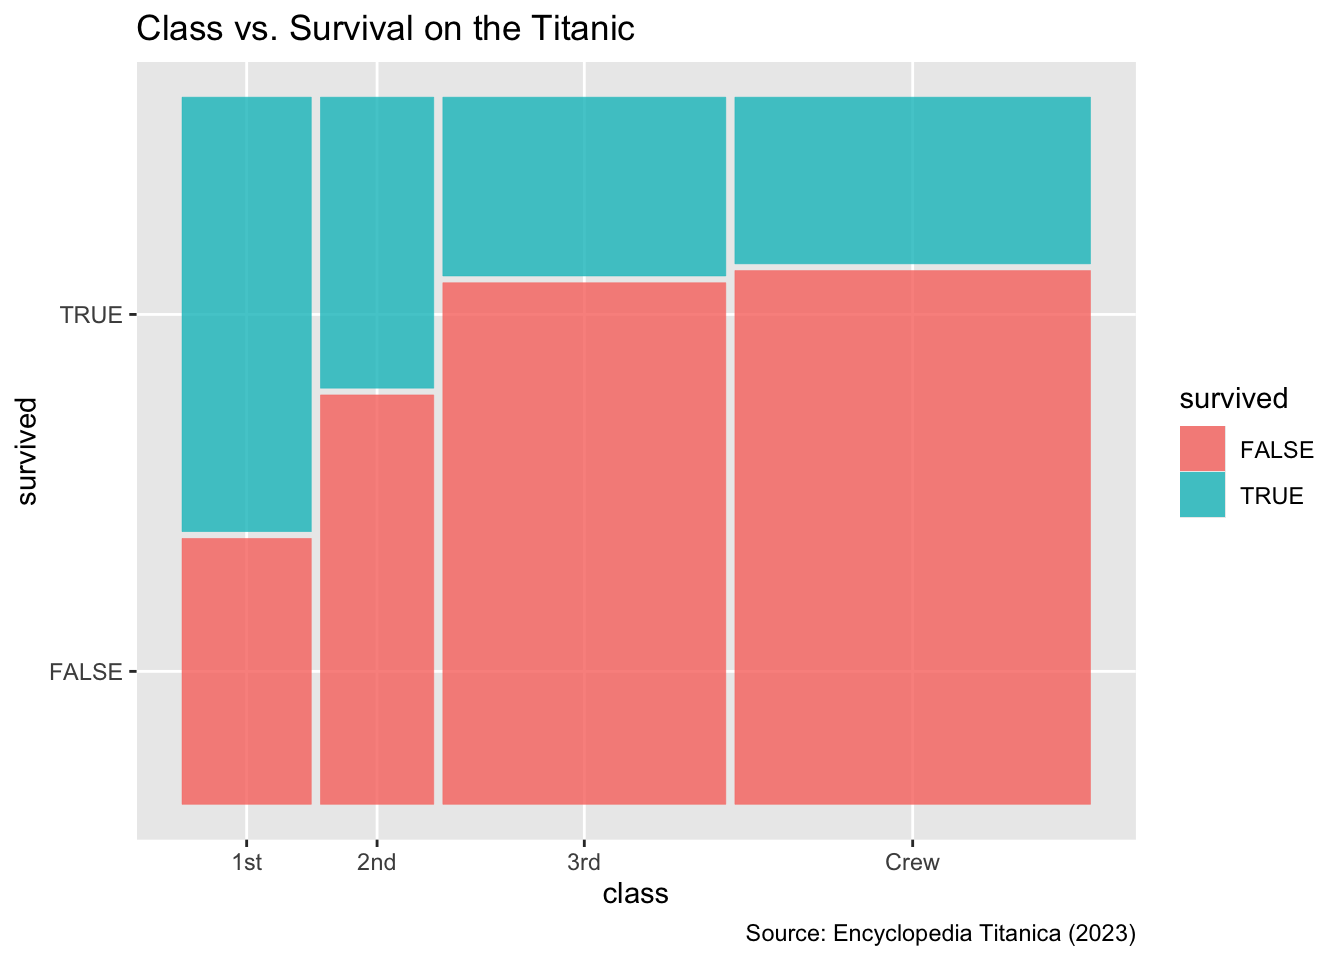 Class vs. Survival on the Titanic
TRUE
FALSE
survived
1st 2nd 3rd Crew
class
survived
FALSE
TRUE
Source: Encyclopedia Titanica (2023)